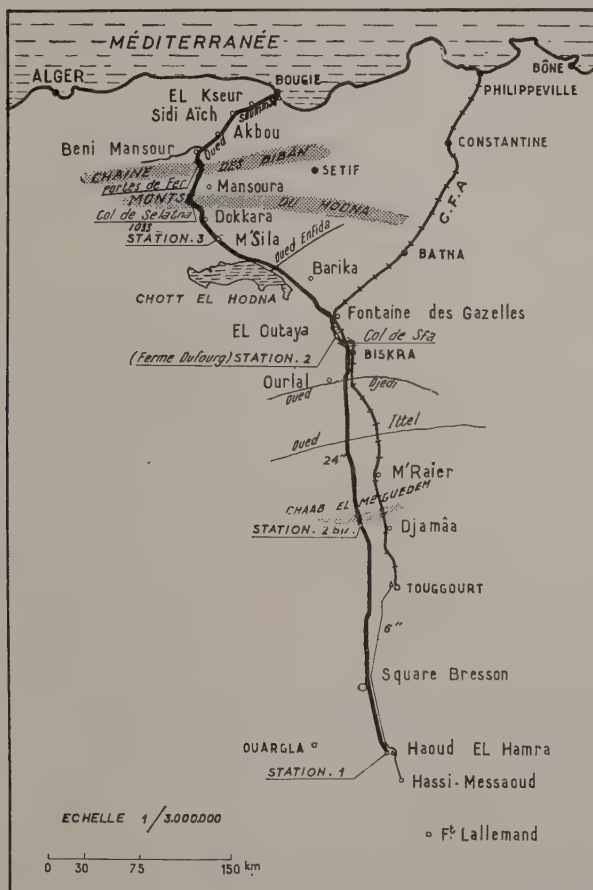 MÉDITERRANÉE
ALGER
BOUGIE
BÔNE
PHILIPPEVILLE
EL Kseur
Sidi Aïch
Soummam
Akbou
Oued
CONSTANTINE
Beni Mansour
CHAINE DES BIBAN
SETIF
Portes de Fer
Mansoura
C.F.A
MONTS DU HODNA
Col de Selatna
1035
Dokkara
STATION.3
M'Sila
Oued Enfida
BATNA
Barika
CHOTT EL HODNA
Fontaine des Gazelles
EL Outaya
Col de Sfa
(Ferme Dufourg) STATION.2
BISKRA
Ourlal
Oued Djedi
Oued Ittel
24"
M'Raïer
CHAAB EL MEGUEDEM
STATION.2bis.
Djamâa
TOUGGOURT
6"
Square Bresson
OUARGLA
Haoud EL Hamra
STATION.1
Hassi-Messaoud
ECHELLE 1/3.000.000
Ft Lallemand
0 30 75 150 km